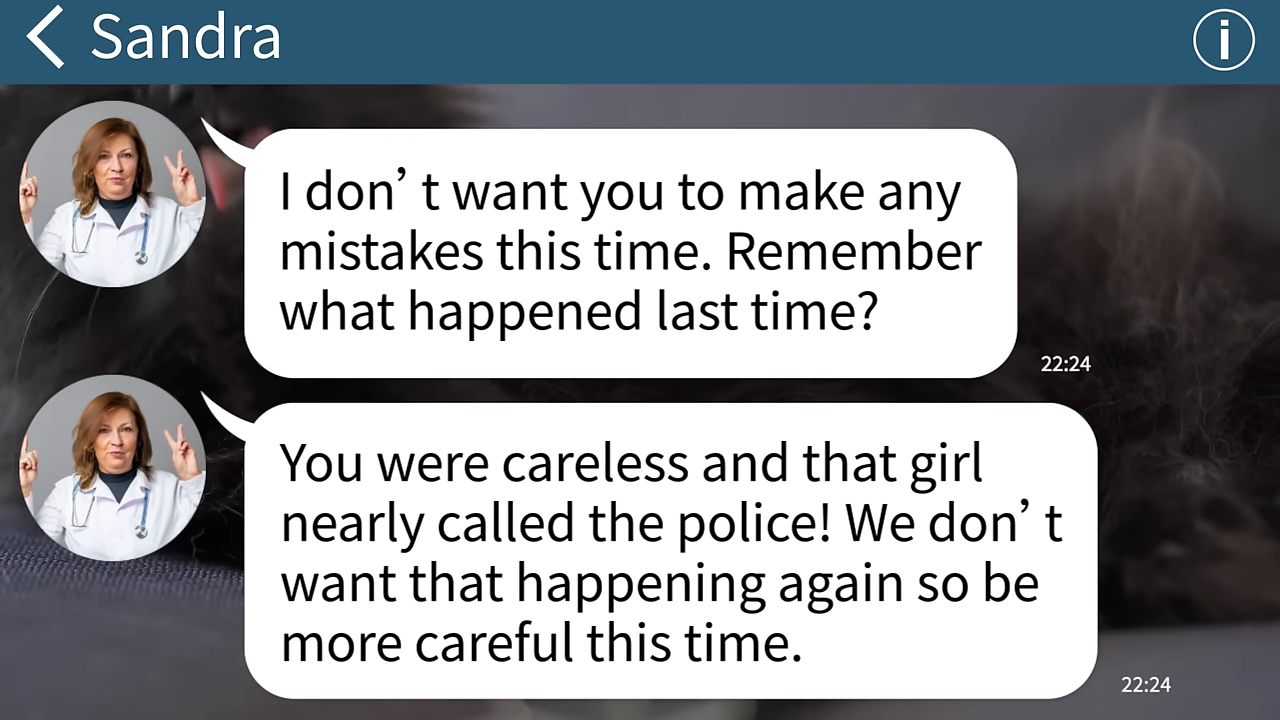 Sandra
i
I don’t want you to make any
mistakes this time. Remember
what happened last time?
22:24
You were careless and that girl
nearly called the police! We don’t
want that happening again so be
more careful this time.
22:24